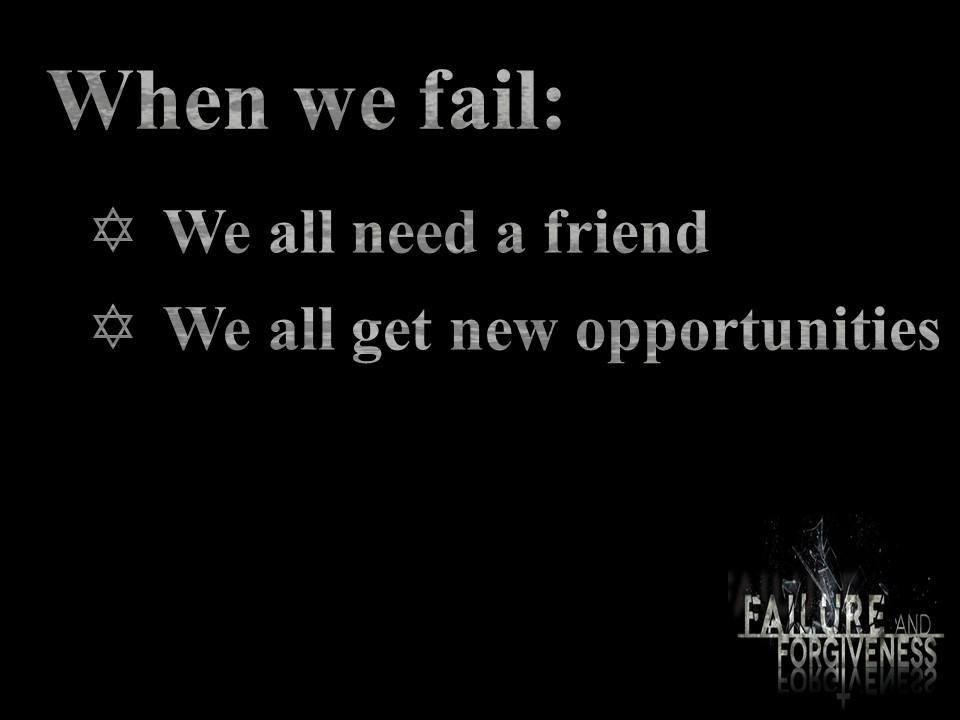 When we fail:
✡ We all need a friend
✡ We all get new opportunities
FAILURE AND
FORGIVENESS